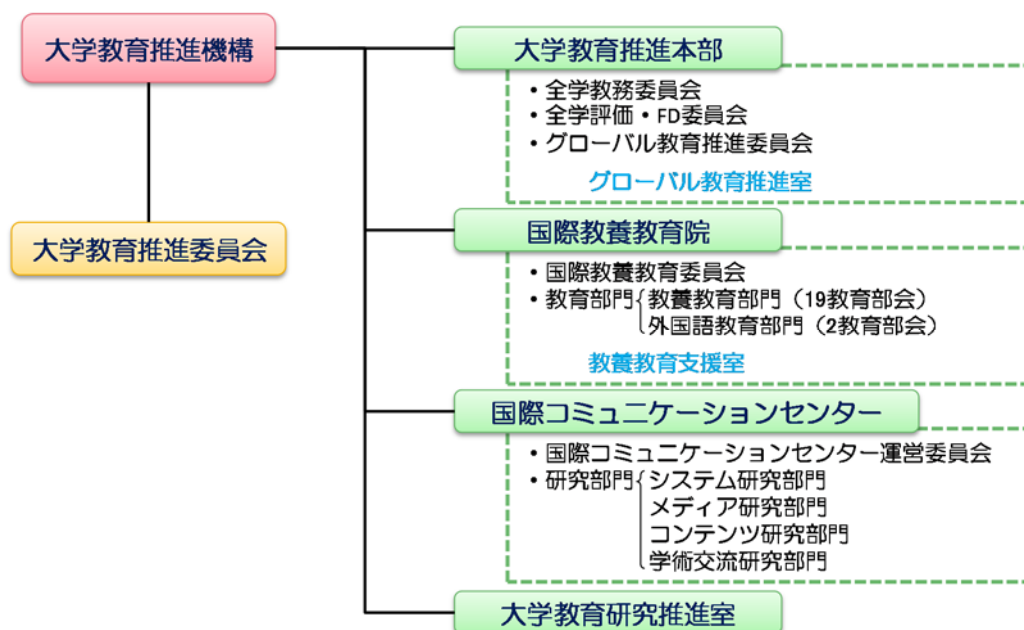 大学教育推進機構
大学教育推進委員会
大学教育推進本部
・全学教務委員会
・全学評価・FD委員会
・グローバル教育推進委員会
グローバル教育推進室
国際教養教育院
・国際教養教育委員会
・教育部門 教養教育部門（19教育部会）
外国語教育部門（2教育部会）
教養教育支援室
国際コミュニケーションセンター
・国際コミュニケーションセンター運営委員会
・研究部門 システム研究部門
メディア研究部門
コンテンツ研究部門
学術交流研究部門
大学教育研究推進室